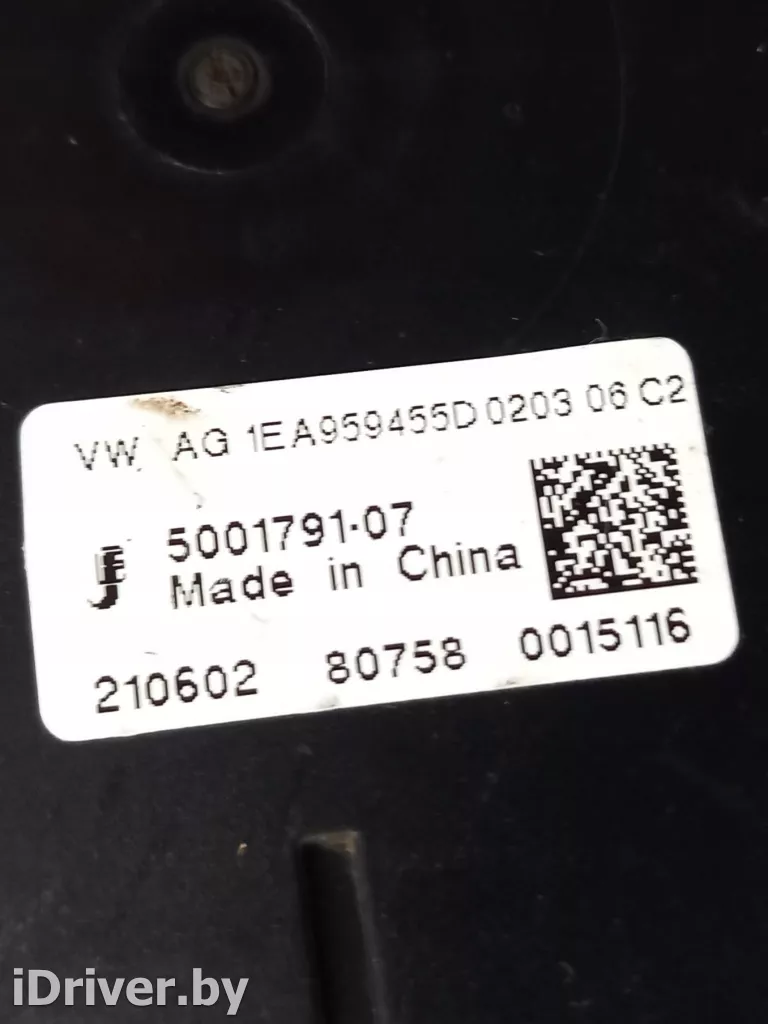 VW AG 1EA959455D 0203 06 C2
5001791-07
Made in China
210602 80758 0015116
iDriver.by